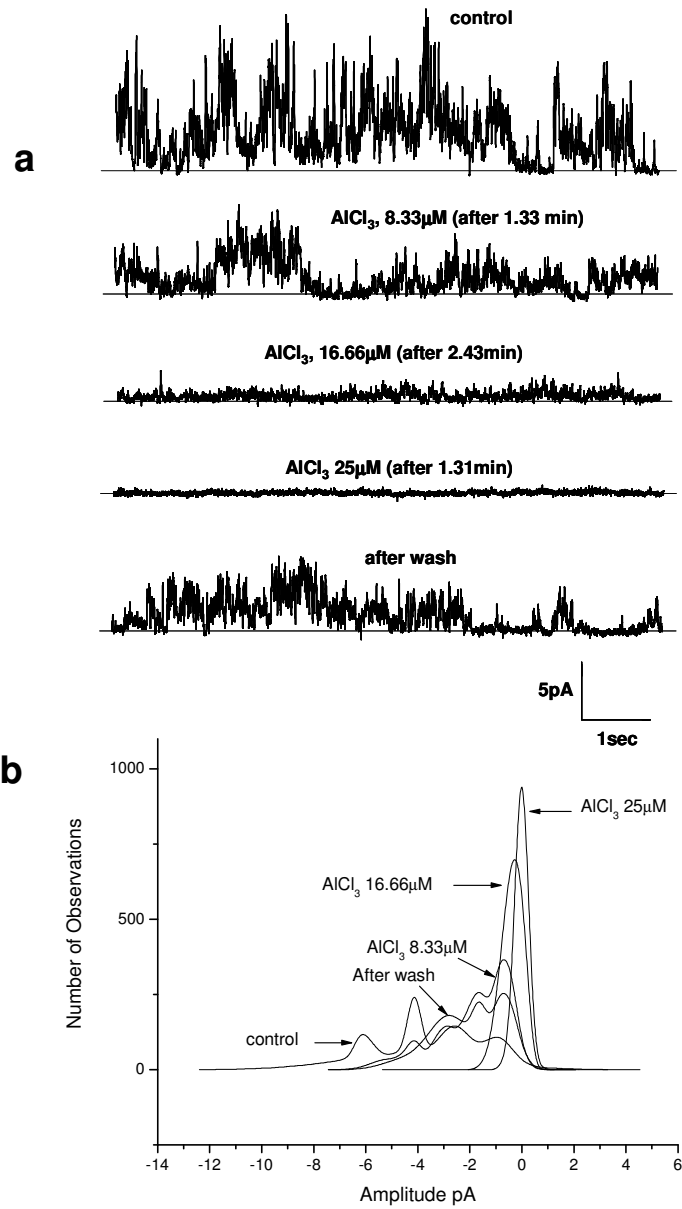 control
a
AlCl3, 8.33µM (after 1.33 min)
AlCl3, 16.66µM (after 2.43min)
AlCl3 25µM (after 1.31min)
after wash
5pA
1sec
b
1000
500
0
Number of Observations
AlCl3 25µM
AlCl3 16.66µM
AlCl3 8.33µM
After wash
control
-14 -12 -10 -8 -6 -4 -2 0 2 4 6
Amplitude pA